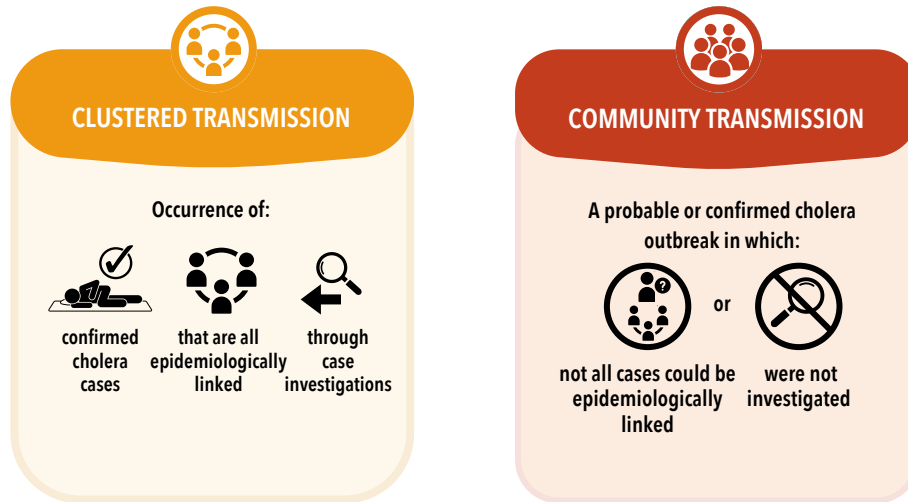 CLUSTERED TRANSMISSION
Occurrence of:
confirmed
cholera
cases
that are all
epidemiologically
linked
through
case
investigations
COMMUNITY TRANSMISSION
A probable or confirmed cholera
outbreak in which:
?
or
not all cases could be
epidemiologically
linked
were not
investigated